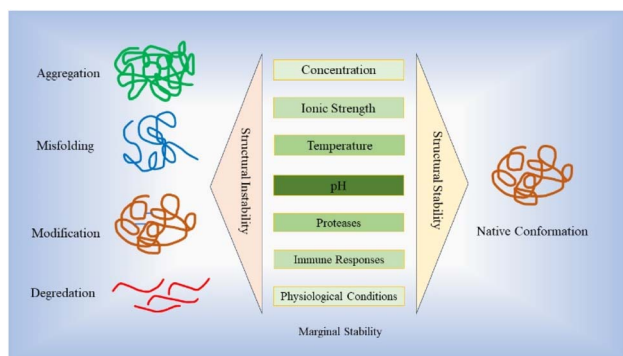 Aggregation
Misfolding
Modification
Degredation
Structural Instability
Concentration
Ionic Strength
Temperature
pH
Proteases
Immune Responses
Physiological Conditions
Marginal Stability
Structural Stability
Native Conformation